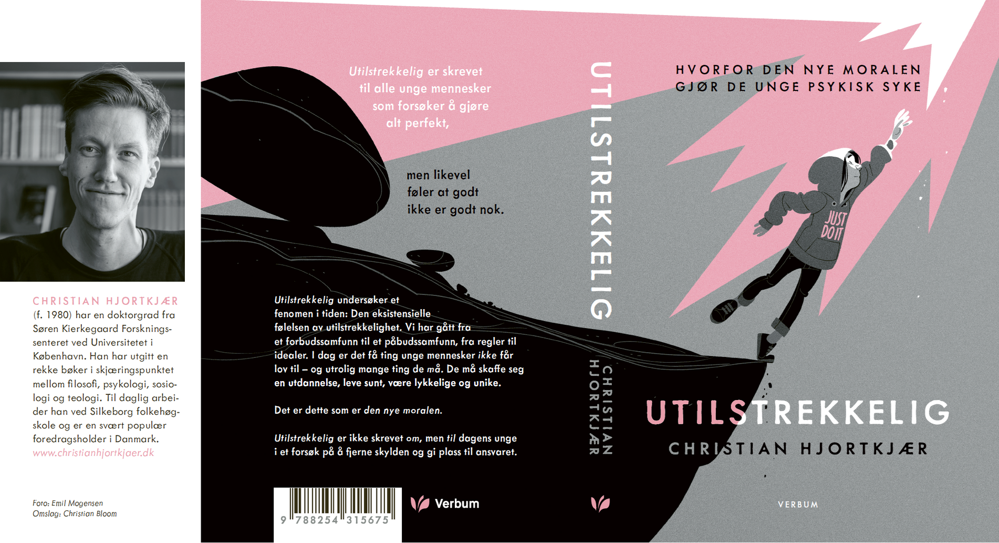 CHRISTIAN HJORTKJÆR
(f. 1980) har en doktorgrad fra
Søren Kierkegaard Forsknings-
senteret ved Universitetet i
København. Han har utgitt en
rekke bøker i skjæringspunktet
mellom filosofi, psykologi, sosio-
logi og teologi. Til daglig arbei-
der han ved Silkeborg folkehøg-
skole og er en svært populær
foredragsholder i Danmark.
www.christianhjortkjaer.dk
Foto: Emil Mogensen
Omslag: Christian Bloom
Utilstrekkelig er skrevet
til alle unge mennesker
som forsøker å gjøre
alt perfekt,
men likevel
føler at godt
ikke er godt nok.
Utilstrekkelig undersøker et
fenomen i tiden: Den eksistensielle
følelsen av utilstrekkelighet. Vi har gått fra
et forbudssamfunn til et påbudssamfunn, fra regler til
idealer. I dag er det få ting unge mennesker ikke får
lov til – og utrolig mange ting de må. De må skaffe seg
en utdannelse, leve sunt, være lykkelige og unike.
Det er dette som er den nye moralen.
Utilstrekkelig er ikke skrevet om, men til dagens unge
i et forsøk på å fjerne skylden og gi plass til ansvaret.
9 788254 315675
Verbum
UTILSTREKKELIG
CHRISTIAN
HJORTKJÆR
HVORFOR DEN NYE MORALEN
GJØR DE UNGE PSYKISK SYKE
JUST
DO IT
UTILSTREKKELIG
CHRISTIAN HJORTKJÆR
VERBUM